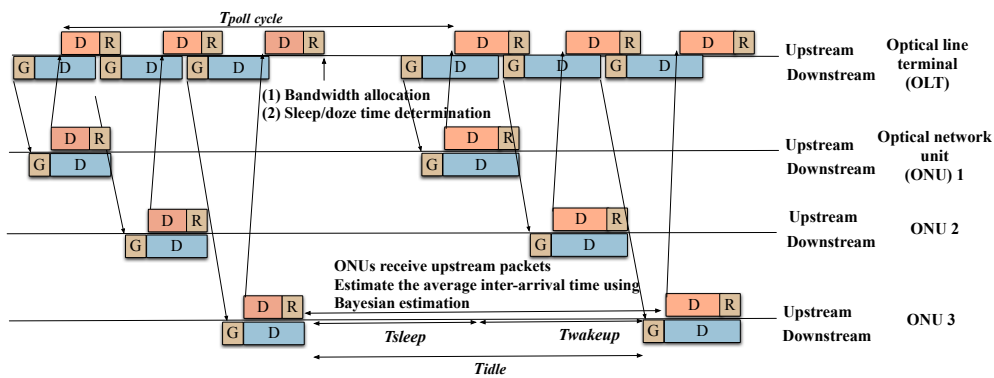 Tpoll cycle
D R D R D R D R D R D R
Upstream
Optical line
terminal
(OLT)
G D G D G D G D G D G D
Downstream
(1) Bandwidth allocation
(2) Sleep/doze time determination
D R D R
Upstream
Optical network
unit
(ONU) 1
G D G D
Downstream
D R D R
Upstream
ONU 2
G D G D
Downstream
ONUs receive upstream packets
Estimate the average inter-arrival time using
Bayesian estimation
D R D R
Upstream
ONU 3
G D G D
Downstream
Tsleep Twakeup
Tidle